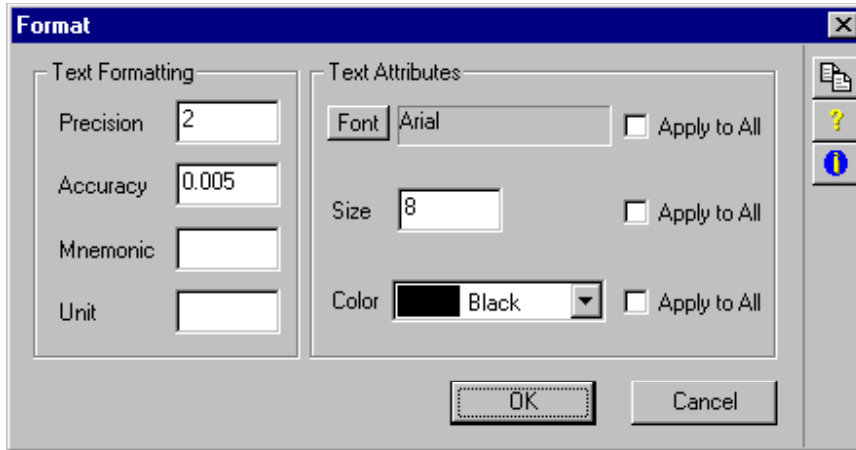 Format
Text Formatting
Precision 2
Accuracy 0.005
Mnemonic
Unit
Text Attributes
Font Arial Apply to All
Size 8 Apply to All
Color Black Apply to All
OK Cancel